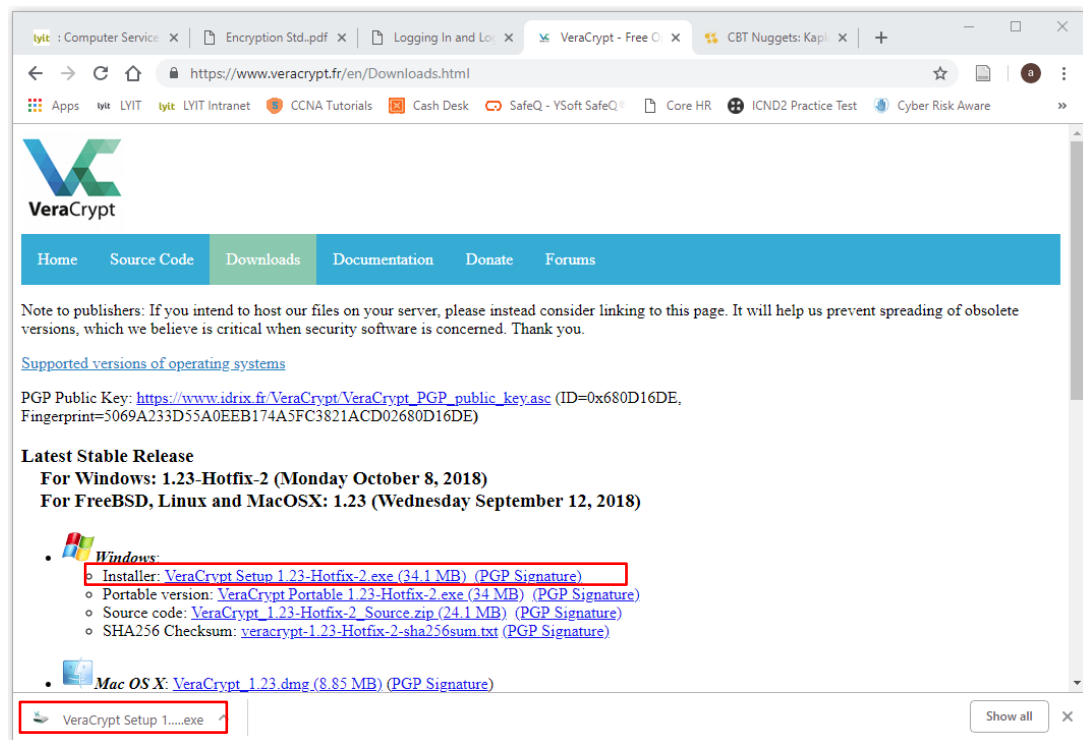 lyit : Computer Service
Encryption Std..pdf
Logging In and Log
VeraCrypt - Free O
CBT Nuggets: Kapl
https://www.veracrypt.fr/en/Downloads.html
a
Apps lyit LYIT lyit LYIT Intranet 5 CCNA Tutorials Cash Desk SafeQ - YSoft SafeQ® Core HR ICND2 Practice Test Cyber Risk Aware »
VeraCrypt
Home Source Code Downloads Documentation Donate Forums
Note to publishers: If you intend to host our files on your server, please instead consider linking to this page. It will help us prevent spreading of obsolete
versions, which we believe is critical when security software is concerned. Thank you.
Supported versions of operating systems
PGP Public Key: https://www.idrix.fr/VeraCrypt/VeraCrypt_PGP_public_key.asc (ID=0x680D16DE,
Fingerprint=5069A233D55A0EEB174A5FC3821ACD02680D16DE)
Latest Stable Release
For Windows: 1.23-Hotfix-2 (Monday October 8, 2018)
For FreeBSD, Linux and MacOSX: 1.23 (Wednesday September 12, 2018)
Windows:
Installer: VeraCrypt Setup 1.23-Hotfix-2.exe (34.1 MB) (PGP Signature)
Portable version: VeraCrypt Portable 1.23-Hotfix-2.exe (34 MB) (PGP Signature)
Source code: VeraCrypt_1.23-Hotfix-2_Source.zip (24.1 MB) (PGP Signature)
SHA256 Checksum: veracrypt-1.23-Hotfix-2-sha256sum.txt (PGP Signature)
Mac OS X: VeraCrypt_1.23.dmg (8.85 MB) (PGP Signature)
VeraCrypt Setup 1.....exe
Show all